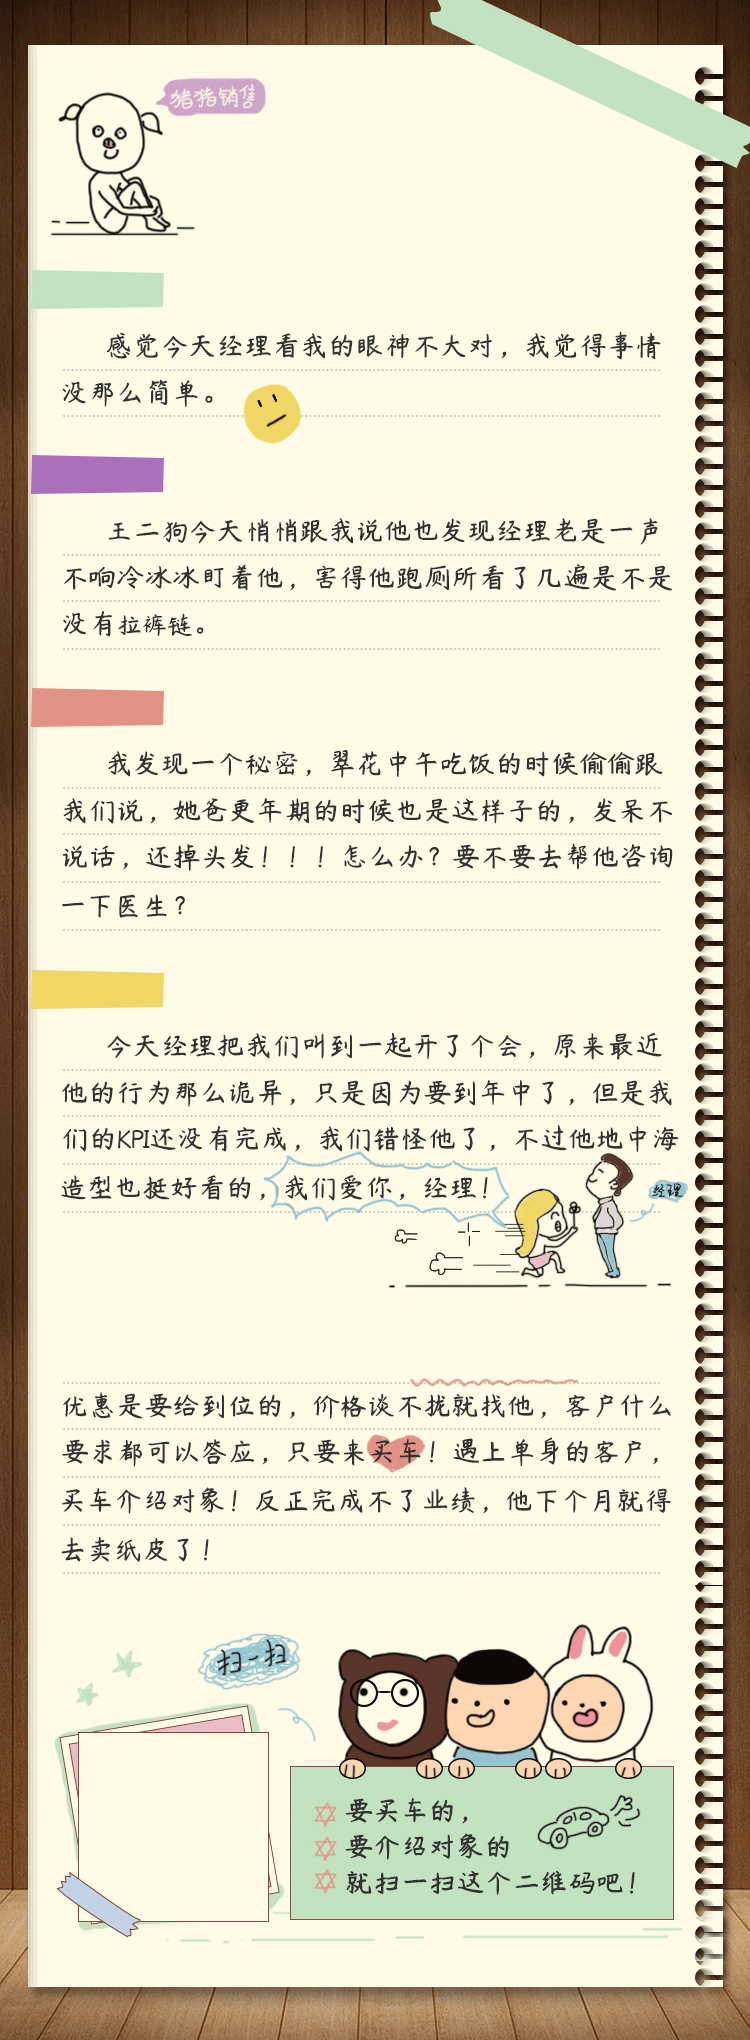 猪猪销售
感觉今天经理看我的眼神不大对，我觉得事情
没那么简单。
王二狗今天悄悄跟我说他也发现经理老是一声
不响冷冰冰盯着他，害得他跑厕所看了几遍是不是
没有拉裤链。
我发现一个秘密，翠花中午吃饭的时候偷偷跟
我们说，她爸更年期的时候也是这样子的，发呆不
说话，还掉头发！！！怎么办？要不要去帮他咨询
一下医生？
今天经理把我们叫到一起开了个会，原来最近
他的行为那么诡异，只是因为要到年中了，但是我
们的KPI还没有完成，我们错怪他了，不过他地中海
造型也挺好看的，我们爱你，经理！
经理
优惠是要给到位的，价格谈不拢就找他，客户什么
要求都可以答应，只要来买车！遇上单身的客户，
买车介绍对象！反正完成不了业绩，他下个月就得
去卖纸皮了！
扫一扫
要买车的，
要介绍对象的
就扫一扫这个二维码吧！